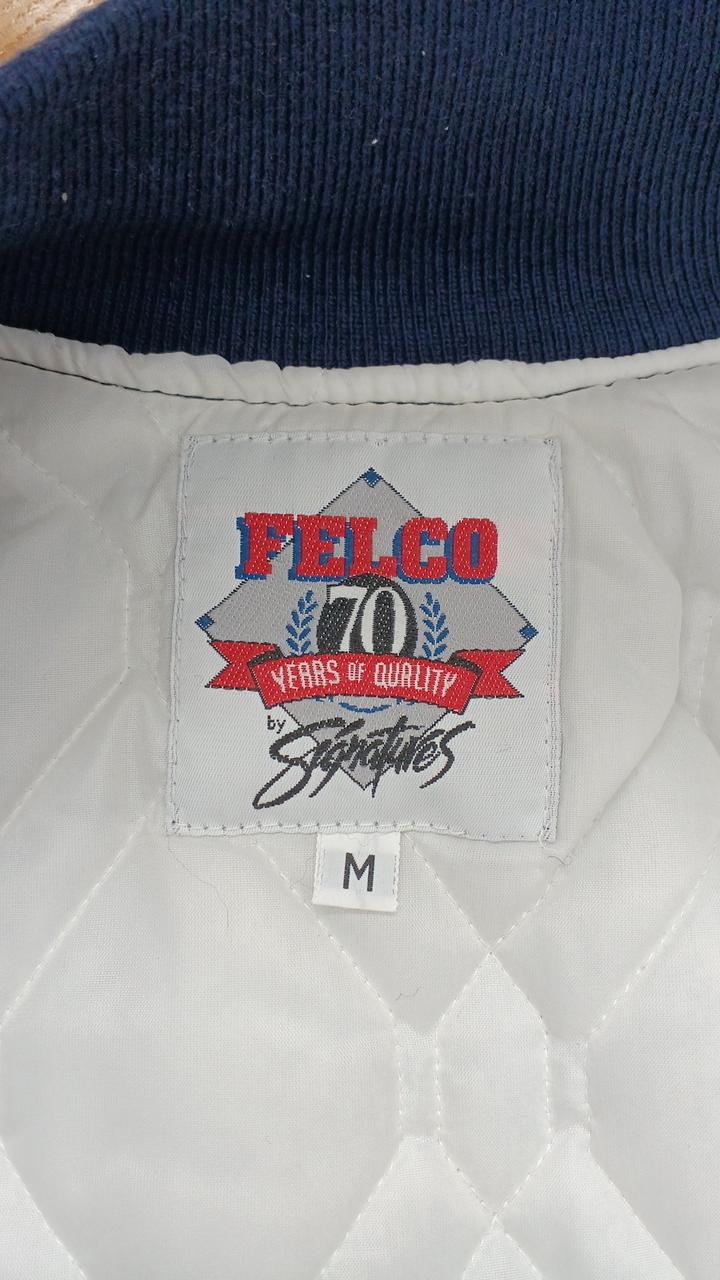 FELCO
70
YEARS OF QUALITY
by Signatures
M